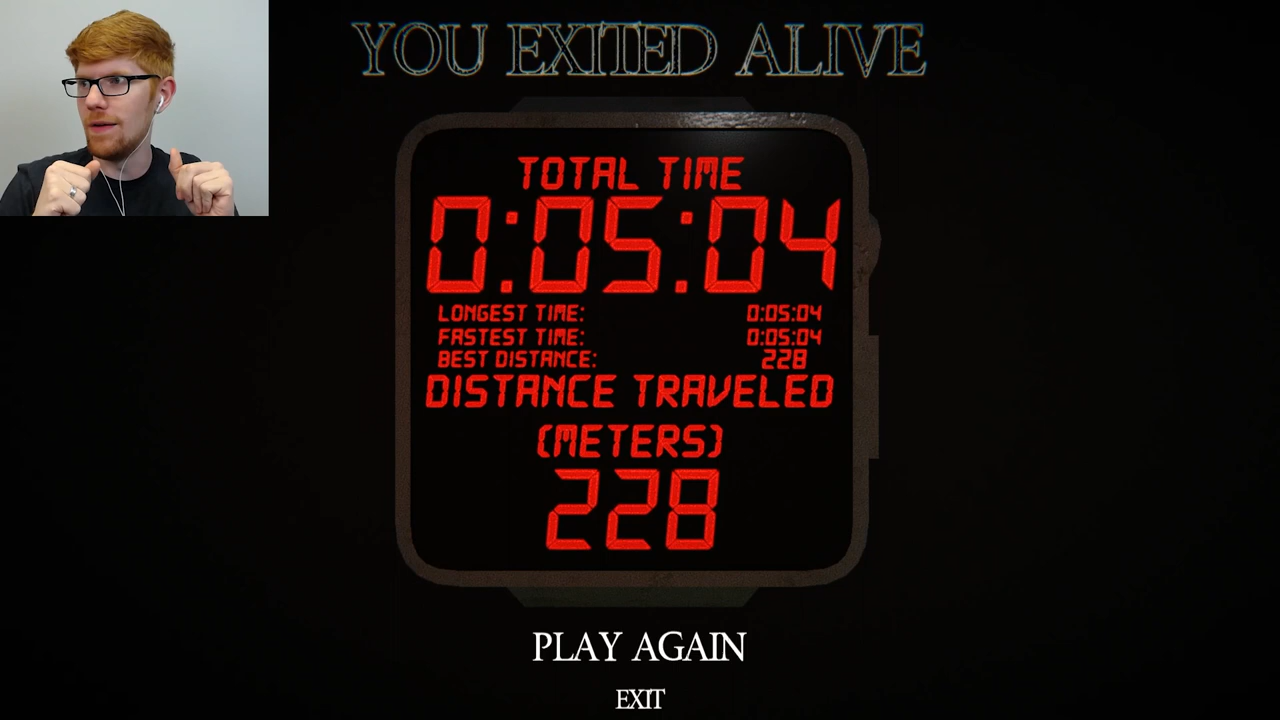 YOU EXITED ALIVE
TOTAL TIME
0:05:04
LONGEST TIME: 0:05:04
FASTEST TIME: 0:05:04
BEST DISTANCE: 228
DISTANCE TRAVELED
(METERS)
228
PLAY AGAIN
EXIT